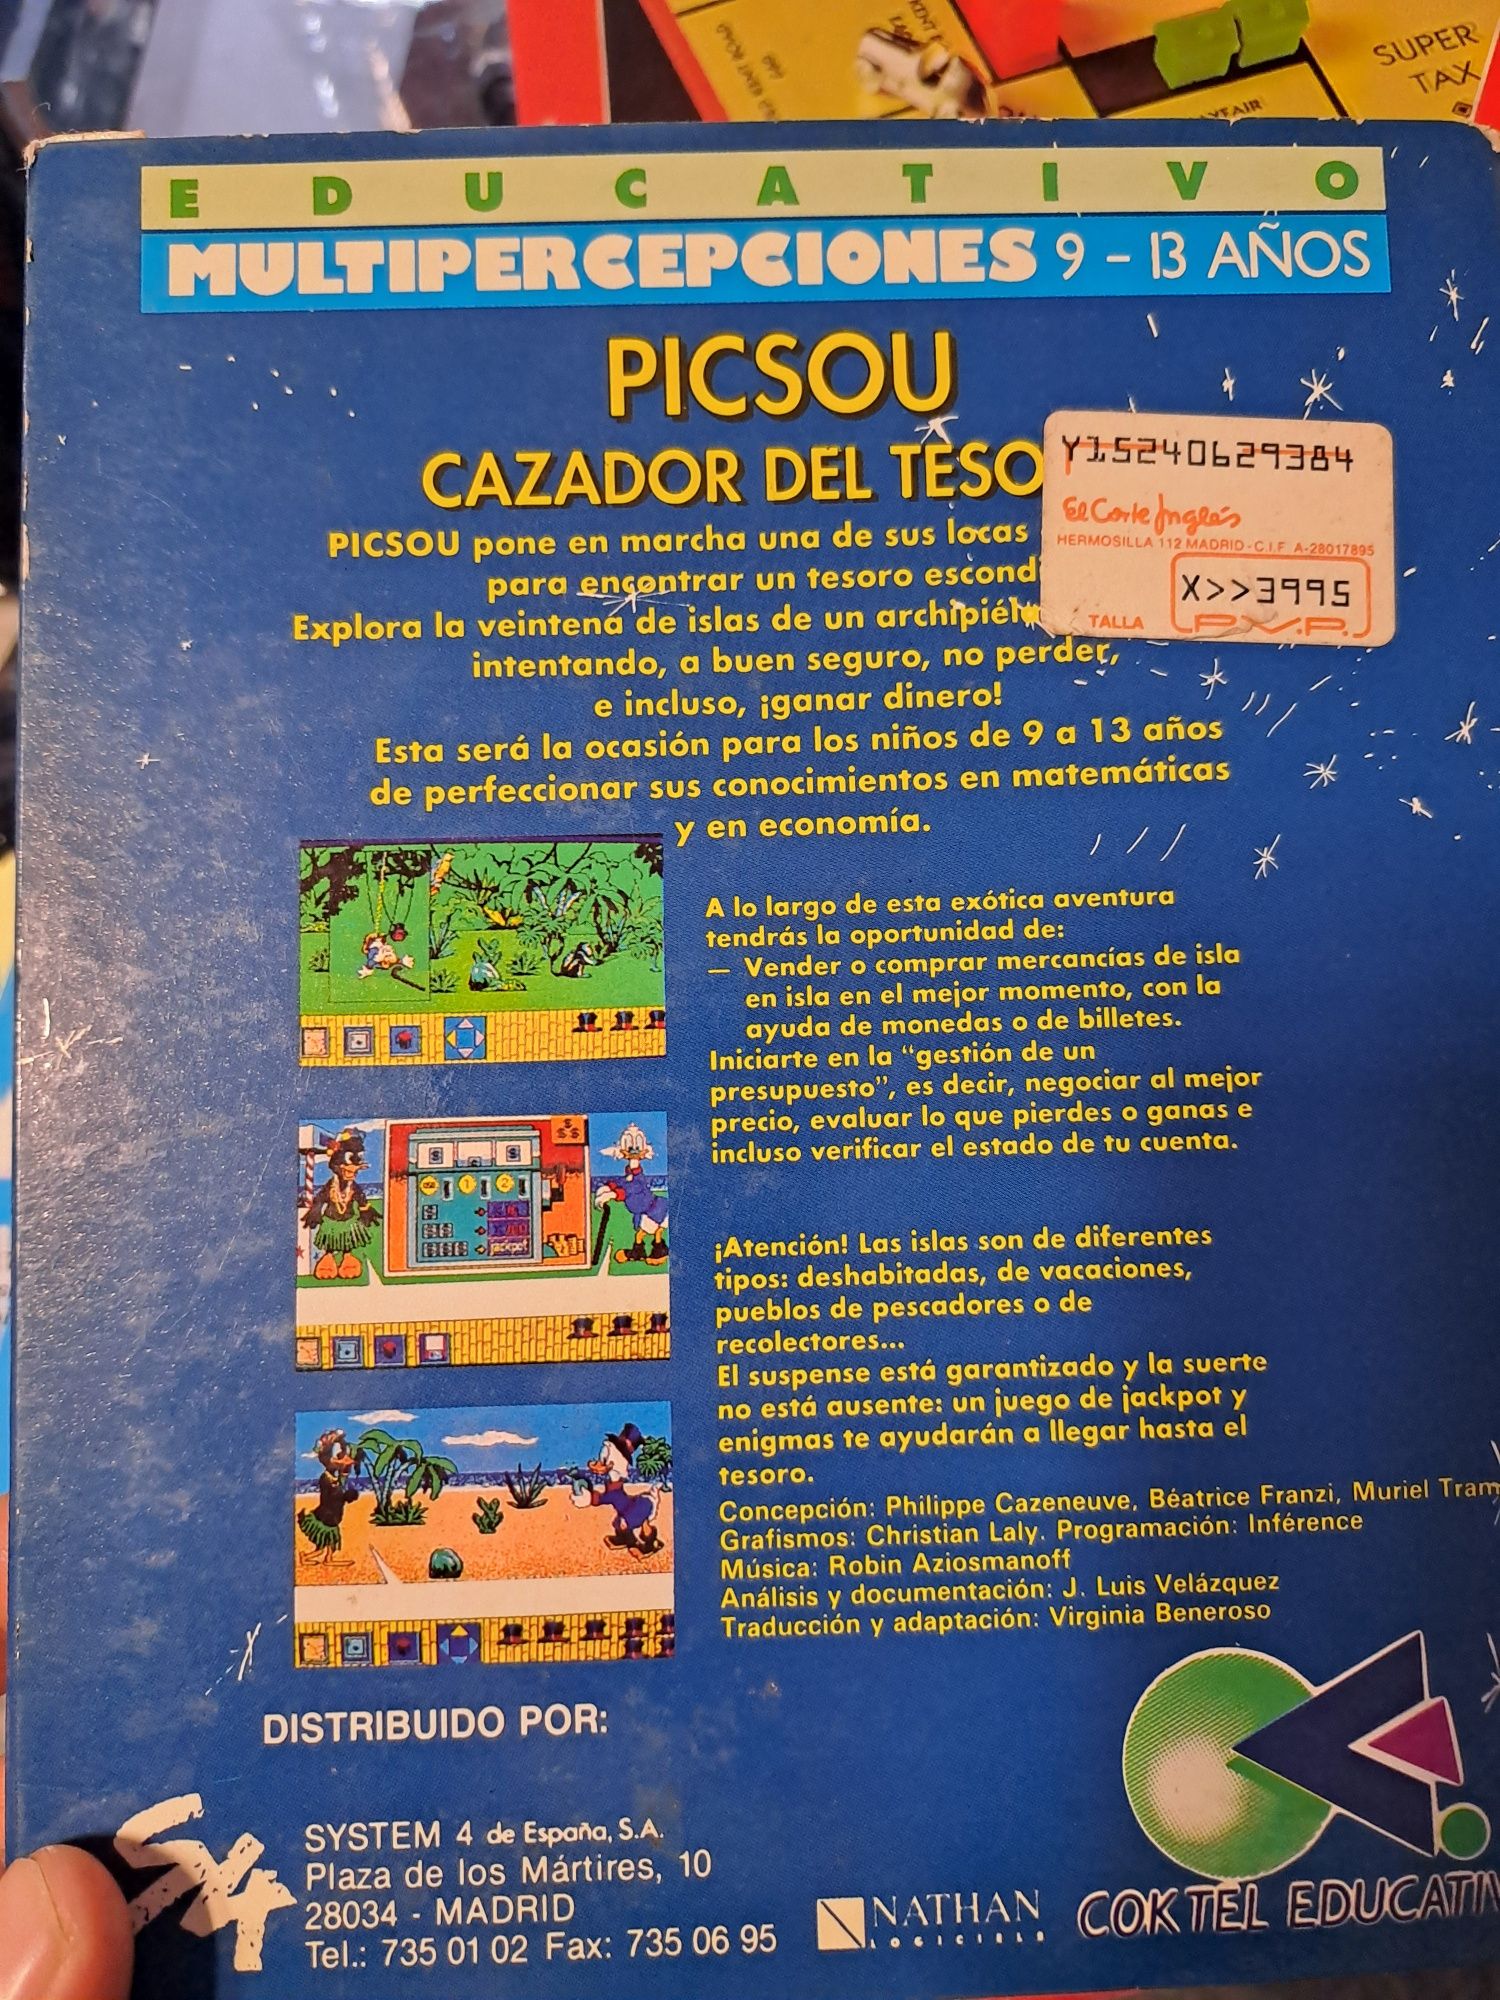 SUPER
TAX
EDUCATIVO
MULTIPERCEPCIONES 9 - 13 AÑOS
PICSOU
CAZADOR DEL TESO
Y15240629384
El Corte Inglés
HERMOSILLA 112 MADRID - C.I.F. A-28017895
X>>3995
TALLA P.V.P.
PICSOU pone en marcha una de sus locas
para encontrar un tesoro escond
Explora la veintena de islas de un archipiél
intentando, a buen seguro, no perder,
e incluso, ¡ganar dinero!
Esta será la ocasión para los niños de 9 a 13 años
de perfeccionar sus conocimientos en matemáticas
y en economía.
A lo largo de esta exótica aventura
tendrás la oportunidad de:
— Vender o comprar mercancías de isla
en isla en el mejor momento, con la
ayuda de monedas o de billetes.
Iniciarte en la “gestión de un
presupuesto”, es decir, negociar al mejor
precio, evaluar lo que pierdes o ganas e
incluso verificar el estado de tu cuenta.
¡Atención! Las islas son de diferentes
tipos: deshabitadas, de vacaciones,
pueblos de pescadores o de
recolectores...
El suspense está garantizado y la suerte
no está ausente: un juego de jackpot y
enigmas te ayudarán a llegar hasta el
tesoro.
Concepción: Philippe Cazeneuve, Béatrice Franzi, Muriel Tram
Grafismos: Christian Laly. Programación: Inférence
Música: Robin Aziosmanoff
Análisis y documentación: J. Luis Velázquez
Traducción y adaptación: Virginia Beneroso
jackpot
DISTRIBUIDO POR:
SYSTEM 4 de España, S.A.
Plaza de los Mártires, 10
28034 - MADRID
Tel.: 735 01 02 Fax: 735 06 95
NATHAN
LOGICIELS
COKTEL EDUCATIV